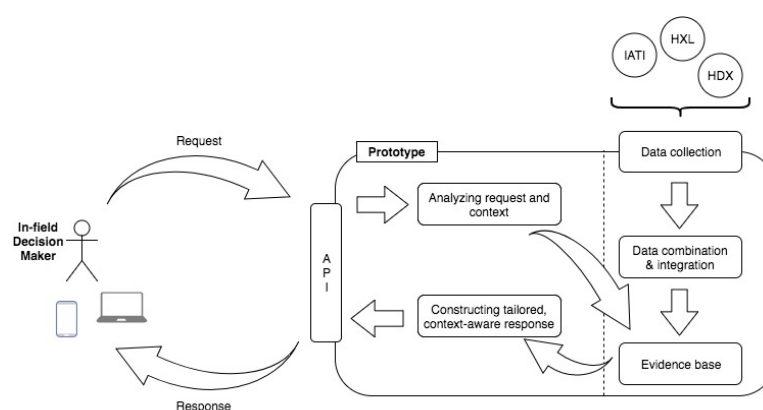 IATI
HXL
HDX
Request
Prototype
Data collection
Analyzing request and
context
In-field
Decision
Maker
A
P
I
Data combination
& integration
Constructing tailored,
context-aware response
Evidence base
Response